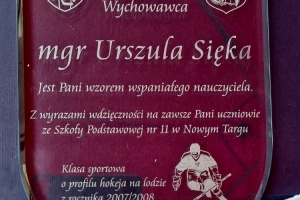 Wychowawca
mgr Urszula Sięka
Jest Pani wzorem wspaniałego nauczyciela.
Z wyrazami wdzięczności na zawsze Pani uczniowie
ze Szkoły Podstawowej nr 11 w Nowym Targu
Klasa sportowa
o profilu hokeja na lodzie
z rocznika 2007/2008